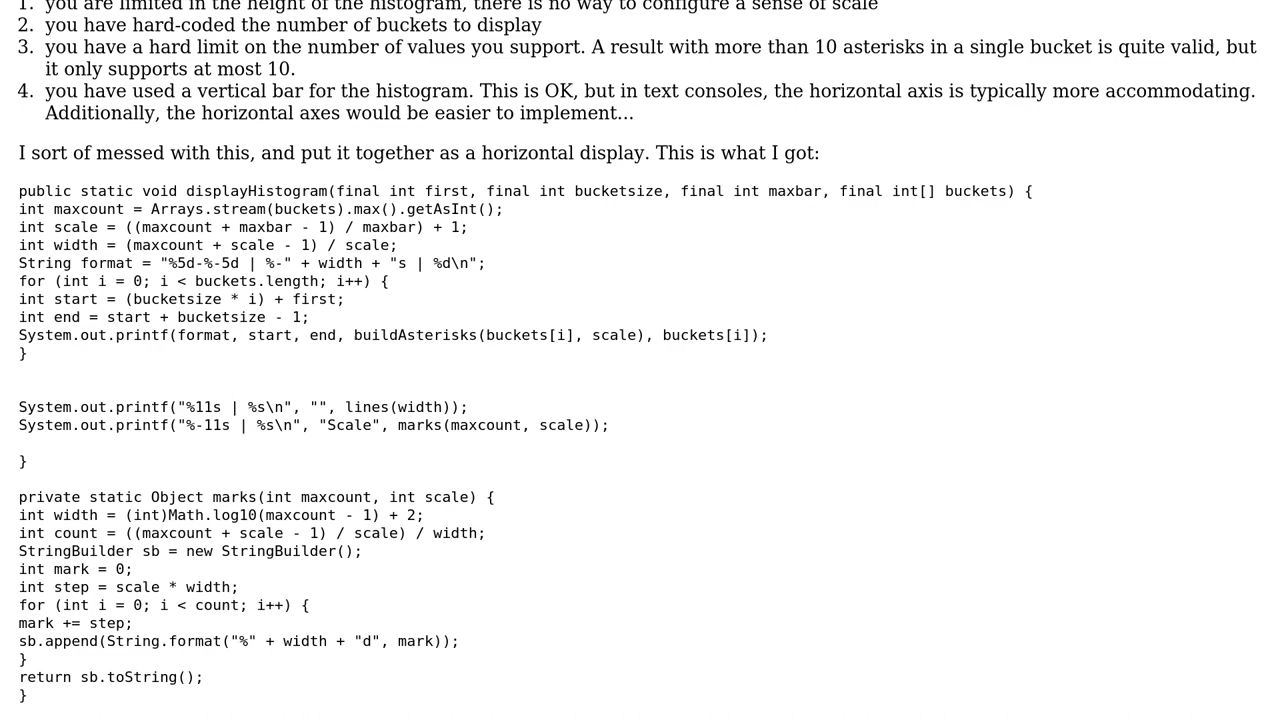 1. you are limited in the height of the histogram, there is no way to configure a sense of scale
2. you have hard-coded the number of buckets to display
3. you have a hard limit on the number of values you support. A result with more than 10 asterisks in a single bucket is quite valid, but
it only supports at most 10.
4. you have used a vertical bar for the histogram. This is OK, but in text consoles, the horizontal axis is typically more accommodating.
Additionally, the horizontal axes would be easier to implement...
I sort of messed with this, and put it together as a horizontal display. This is what I got:
public static void displayHistogram(final int first, final int bucketsize, final int maxbar, final int[] buckets) {
int maxcount = Arrays.stream(buckets).max().getAsInt();
int scale = ((maxcount + maxbar - 1) / maxbar) + 1;
int width = (maxcount + scale - 1) / scale;
String format = "%5d-%-5d | %-" + width + "s | %d\n";
for (int i = 0; i < buckets.length; i++) {
int start = (bucketsize * i) + first;
int end = start + bucketsize - 1;
System.out.printf(format, start, end, buildAsterisks(buckets[i], scale), buckets[i]);
}
System.out.printf("%11s | %s\n", "", lines(width));
System.out.printf("%-11s | %s\n", "Scale", marks(maxcount, scale));
}
private static Object marks(int maxcount, int scale) {
int width = (int)Math.log10(maxcount - 1) + 2;
int count = ((maxcount + scale - 1) / scale) / width;
StringBuilder sb = new StringBuilder();
int mark = 0;
int step = scale * width;
for (int i = 0; i < count; i++) {
mark += step;
sb.append(String.format("%" + width + "d", mark));
}
return sb.toString();
}